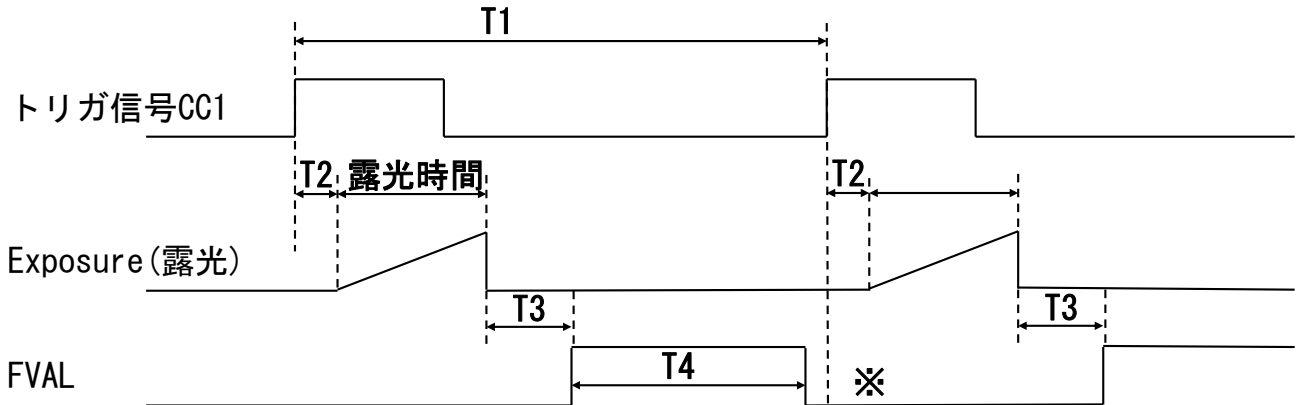 T1
トリガ信号CC1
T2 露光時間 T2
Exposure(露光)
T3 T3
FVAL T4 ※